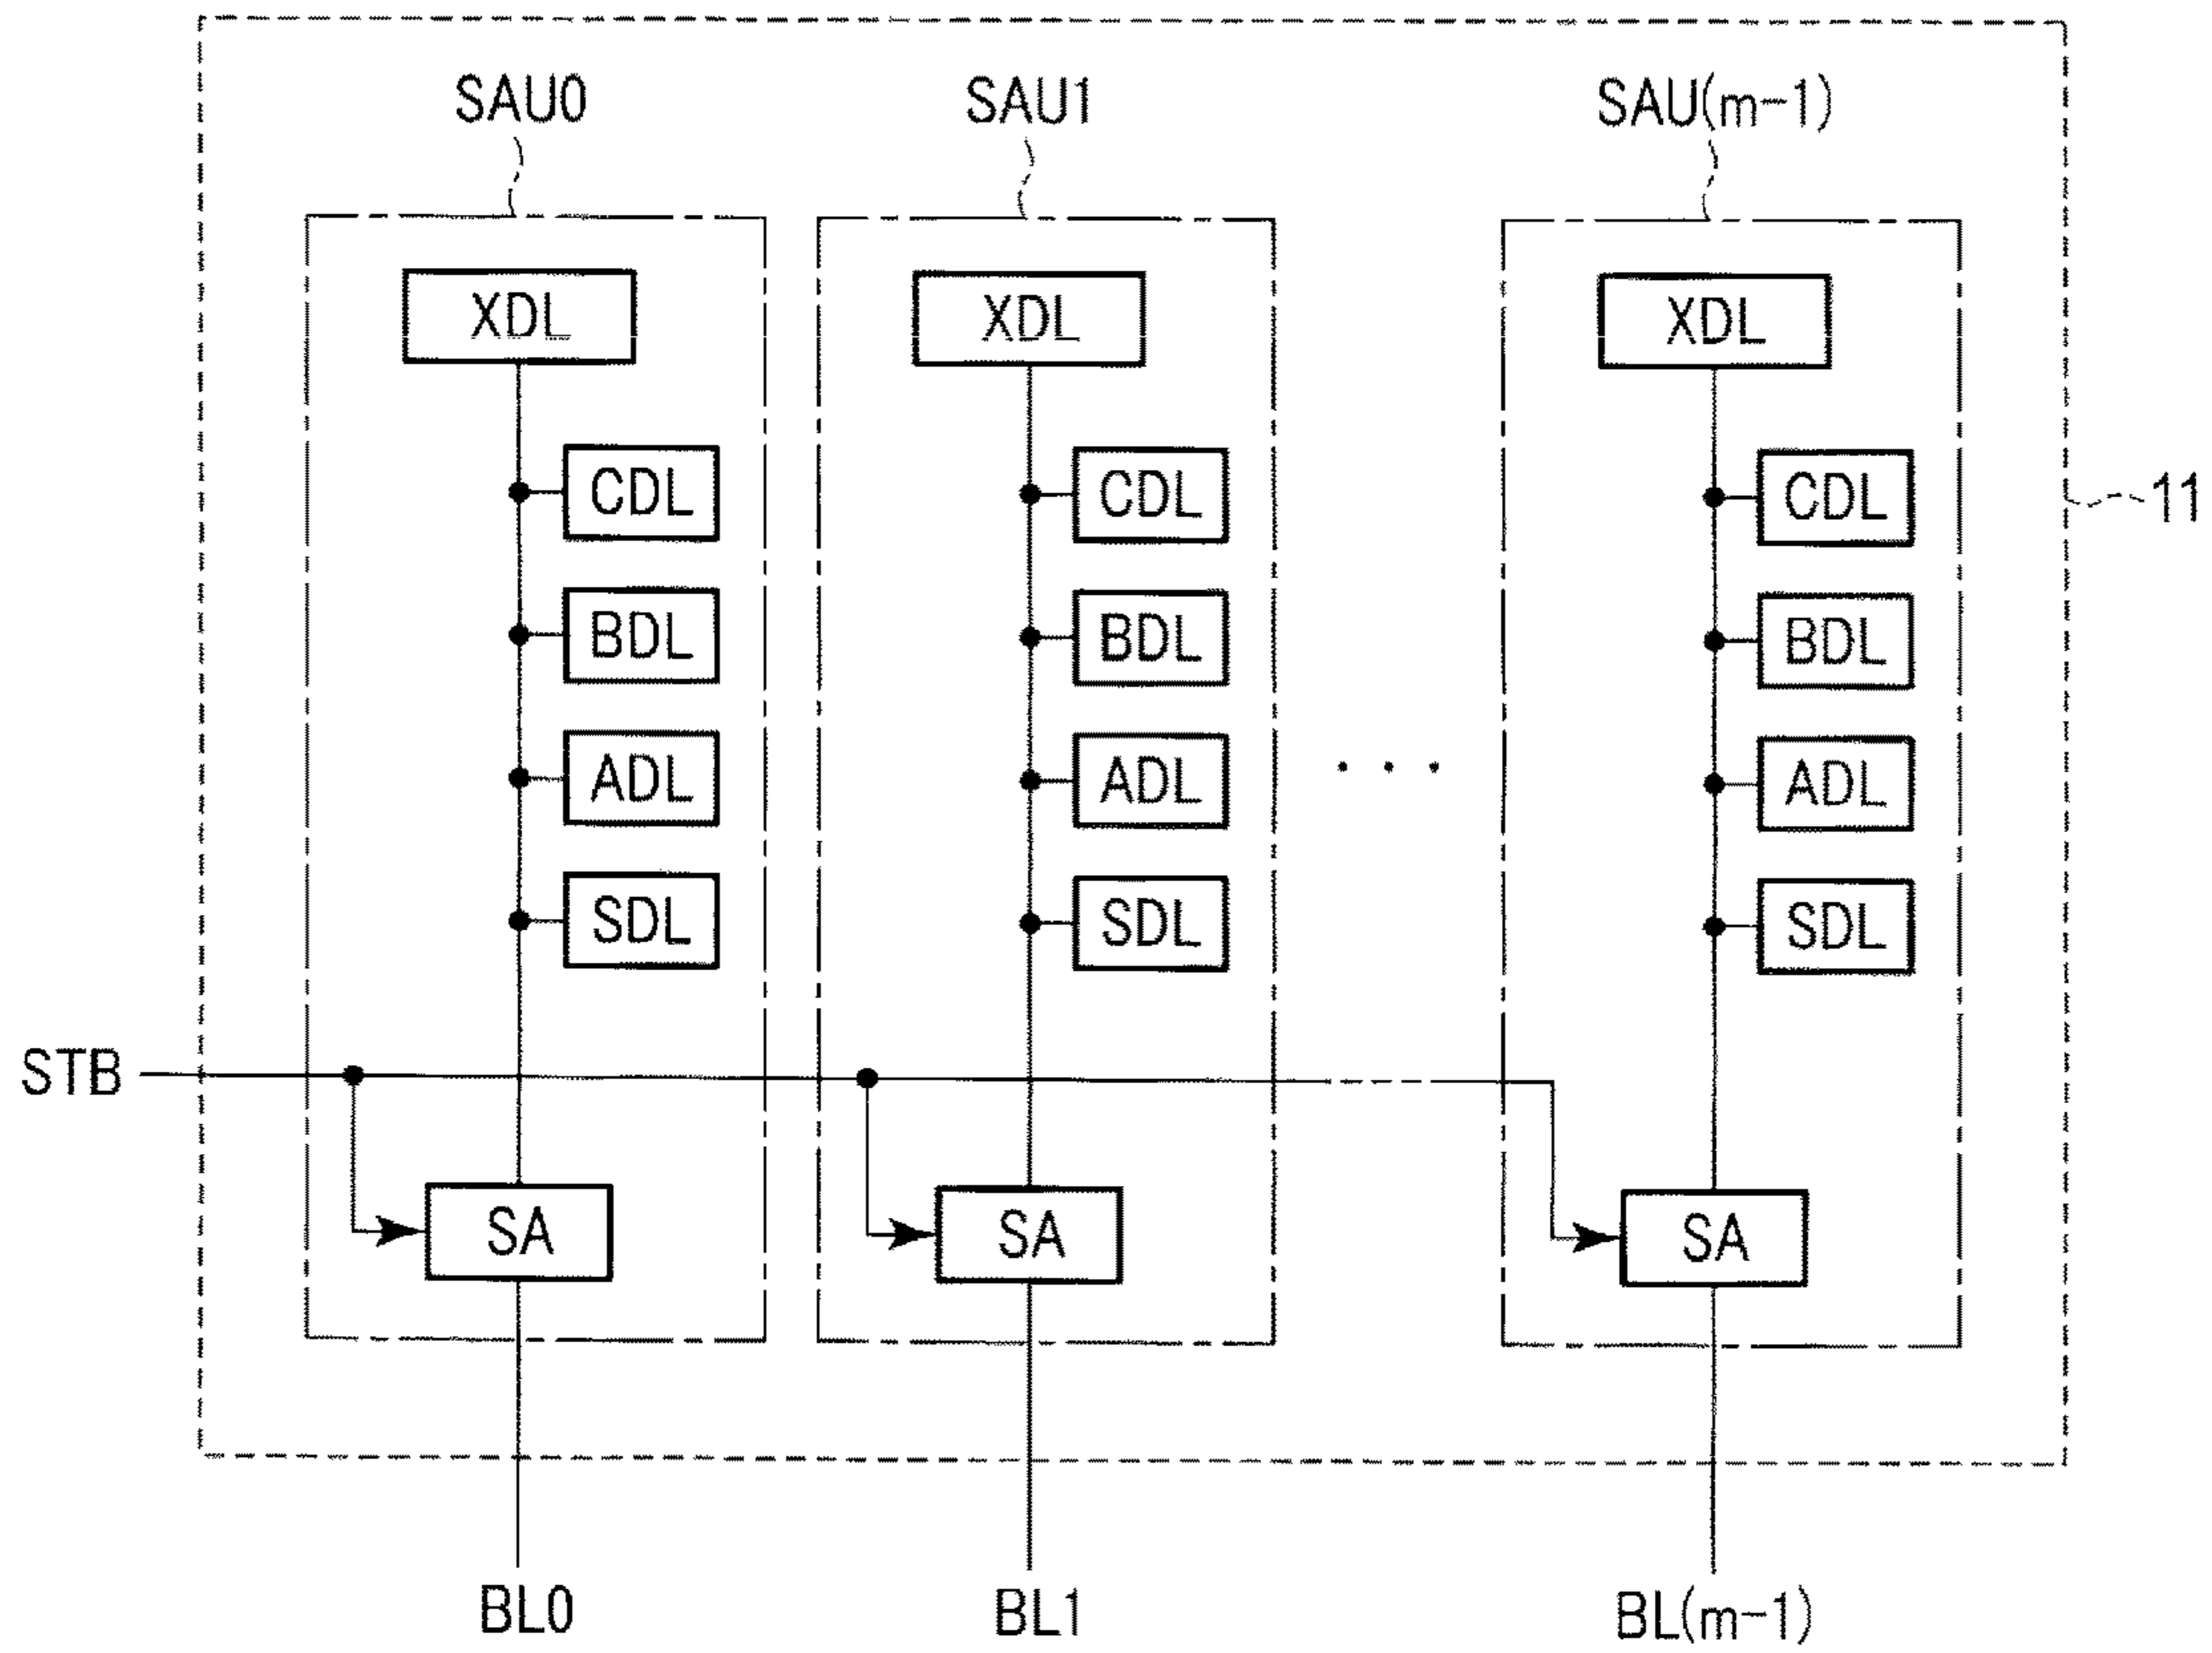 SAU0 SAU1 SAU(m-1)
XDL XDL XDL
CDL CDL CDL 11
BDL BDL BDL
ADL ADL ADL
SDL SDL SDL
STB
SA SA SA
BL0 BL1 BL(m-1)